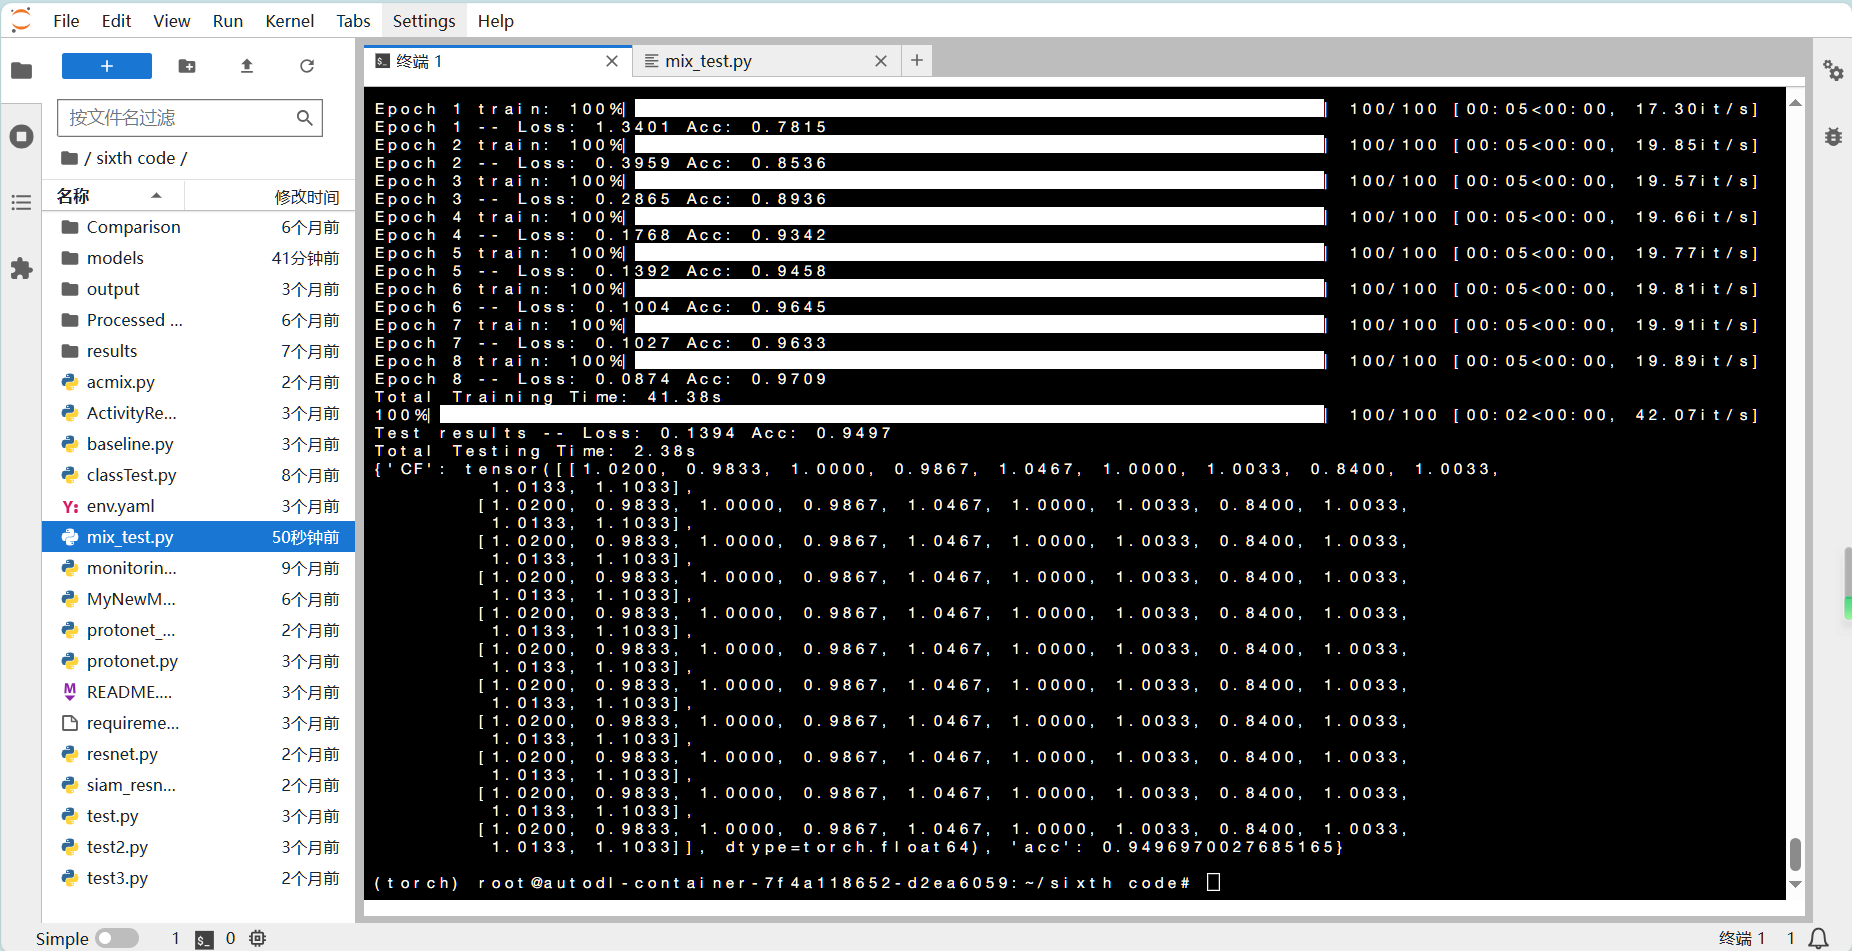 File Edit View Run Kernel Tabs Settings Help
+
按文件名过滤
/ sixth code /
名称 修改时间
Comparison 6个月前
models 41分钟前
output 3个月前
Processed ... 6个月前
results 7个月前
acmix.py 2个月前
ActivityRe... 3个月前
baseline.py 3个月前
classTest.py 8个月前
Y: env.yaml 3个月前
mix_test.py 50秒钟前
monitorin... 9个月前
MyNewM... 6个月前
protonet_... 2个月前
protonet.py 3个月前
M README.... 3个月前
requireme... 3个月前
resnet.py 2个月前
siam_resn... 2个月前
test.py 3个月前
test2.py 3个月前
test3.py 2个月前
终端 1 mix_test.py +
Epoch 1 train: 100%| | 100/100 [00:05<00:00, 17.30it/s]
Epoch 1 -- Loss: 1.3401 Acc: 0.7815
Epoch 2 train: 100%| | 100/100 [00:05<00:00, 19.85it/s]
Epoch 2 -- Loss: 0.3959 Acc: 0.8536
Epoch 3 train: 100%| | 100/100 [00:05<00:00, 19.57it/s]
Epoch 3 -- Loss: 0.2865 Acc: 0.8936
Epoch 4 train: 100%| | 100/100 [00:05<00:00, 19.66it/s]
Epoch 4 -- Loss: 0.1768 Acc: 0.9342
Epoch 5 train: 100%| | 100/100 [00:05<00:00, 19.77it/s]
Epoch 5 -- Loss: 0.1392 Acc: 0.9458
Epoch 6 train: 100%| | 100/100 [00:05<00:00, 19.81it/s]
Epoch 6 -- Loss: 0.1004 Acc: 0.9645
Epoch 7 train: 100%| | 100/100 [00:05<00:00, 19.91it/s]
Epoch 7 -- Loss: 0.1027 Acc: 0.9633
Epoch 8 train: 100%| | 100/100 [00:05<00:00, 19.89it/s]
Epoch 8 -- Loss: 0.0874 Acc: 0.9709
Total Training Time: 41.38s
100%| | 100/100 [00:02<00:00, 42.07it/s]
Test results -- Loss: 0.1394 Acc: 0.9497
Total Testing Time: 2.38s
{'CF': tensor([[1.0200, 0.9833, 1.0000, 0.9867, 1.0467, 1.0000, 1.0033, 0.8400, 1.0033,
1.0133, 1.1033],
[1.0200, 0.9833, 1.0000, 0.9867, 1.0467, 1.0000, 1.0033, 0.8400, 1.0033,
1.0133, 1.1033],
[1.0200, 0.9833, 1.0000, 0.9867, 1.0467, 1.0000, 1.0033, 0.8400, 1.0033,
1.0133, 1.1033],
[1.0200, 0.9833, 1.0000, 0.9867, 1.0467, 1.0000, 1.0033, 0.8400, 1.0033,
1.0133, 1.1033],
[1.0200, 0.9833, 1.0000, 0.9867, 1.0467, 1.0000, 1.0033, 0.8400, 1.0033,
1.0133, 1.1033],
[1.0200, 0.9833, 1.0000, 0.9867, 1.0467, 1.0000, 1.0033, 0.8400, 1.0033,
1.0133, 1.1033],
[1.0200, 0.9833, 1.0000, 0.9867, 1.0467, 1.0000, 1.0033, 0.8400, 1.0033,
1.0133, 1.1033],
[1.0200, 0.9833, 1.0000, 0.9867, 1.0467, 1.0000, 1.0033, 0.8400, 1.0033,
1.0133, 1.1033],
[1.0200, 0.9833, 1.0000, 0.9867, 1.0467, 1.0000, 1.0033, 0.8400, 1.0033,
1.0133, 1.1033],
[1.0200, 0.9833, 1.0000, 0.9867, 1.0467, 1.0000, 1.0033, 0.8400, 1.0033,
1.0133, 1.1033],
[1.0200, 0.9833, 1.0000, 0.9867, 1.0467, 1.0000, 1.0033, 0.8400, 1.0033,
1.0133, 1.1033]], dtype=torch.float64), 'acc': 0.9496970027685165}
(torch) root@autodl-container-7f4a118652-d2ea6059:~/sixth code#
Simple 1 $_ 0 终端 1 1